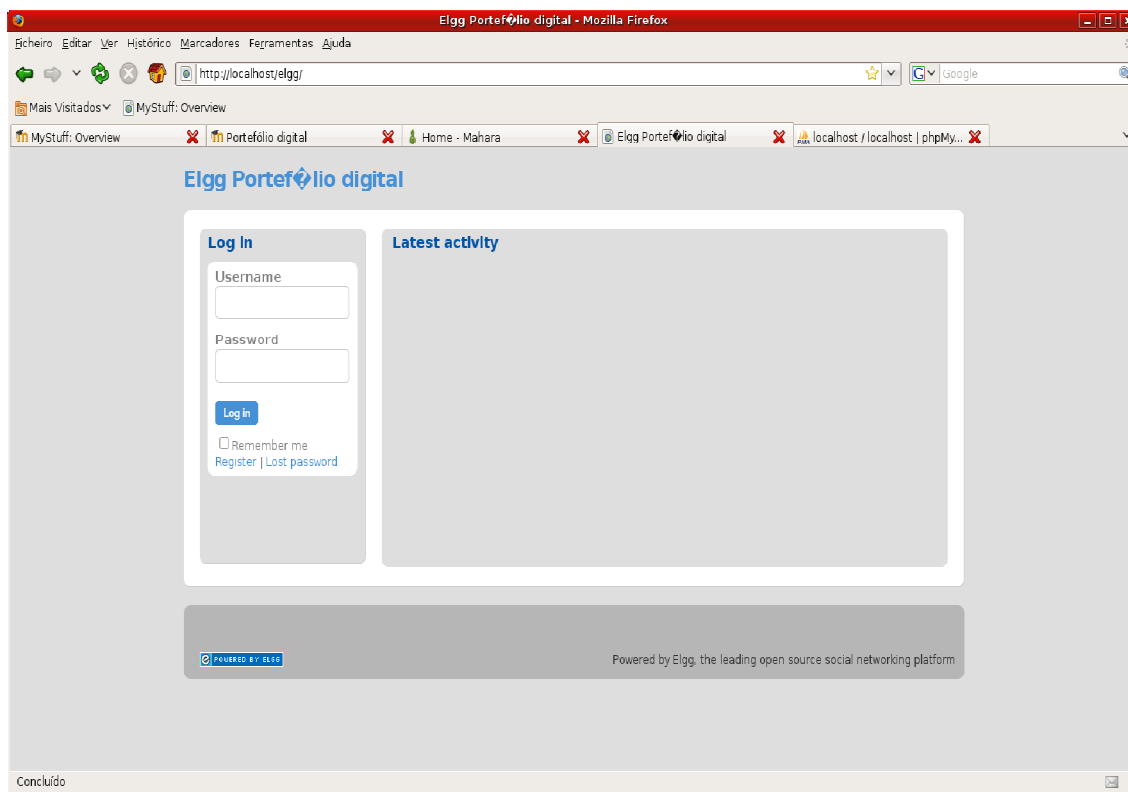 Elgg Portef�lio digital - Mozilla Firefox
Ficheiro Editar Ver Histórico Marcadores Ferramentas Ajuda
http://localhost/elgg/
G Google
Mais Visitados MyStuff: Overview
MyStuff: Overview Portefólio digital Home - Mahara Elgg Portef�lio digital localhost / localhost | phpMy...
Elgg Portef�lio digital
Log in
Latest activity
Username
Password
Log in
Remember me
Register | Lost password
POWERED BY ELGG
Powered by Elgg, the leading open source social networking platform
Concluído